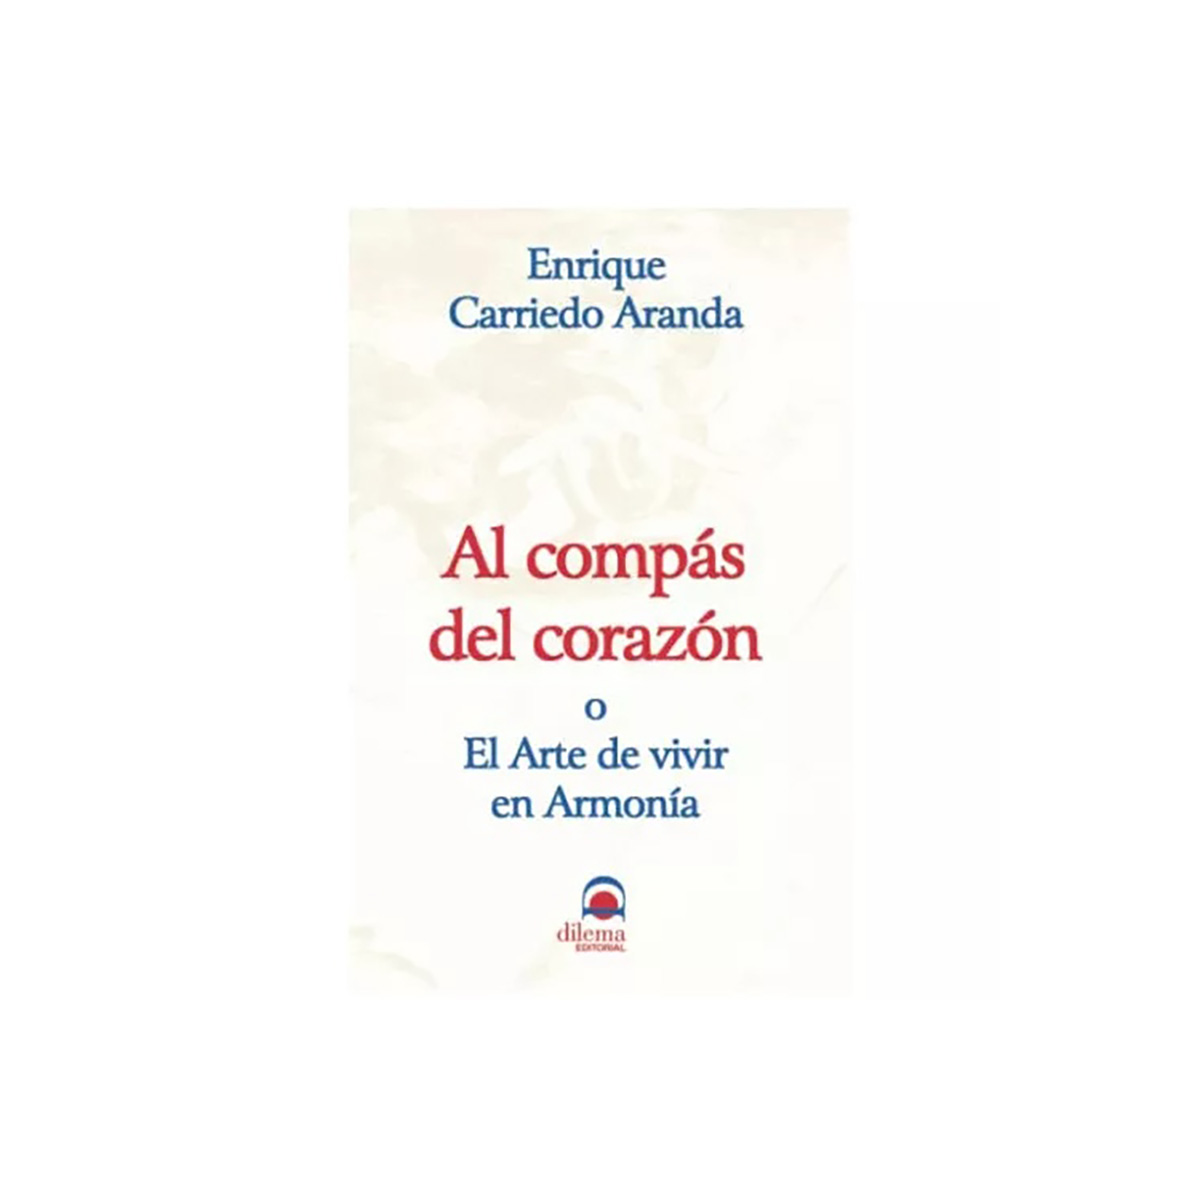 Enrique
Carriedo Aranda
Al compás
del corazón
o
El Arte de vivir
en Armonía
dilema
EDITORIAL